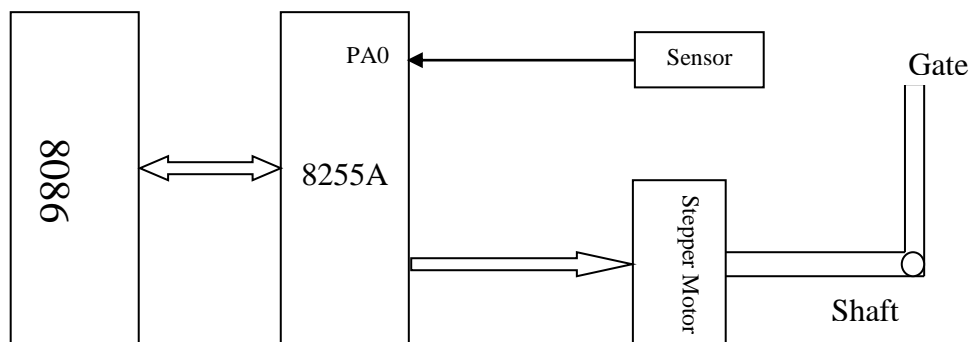 8086
PA0
8255A
Sensor
Gate
Stepper Motor
Shaft